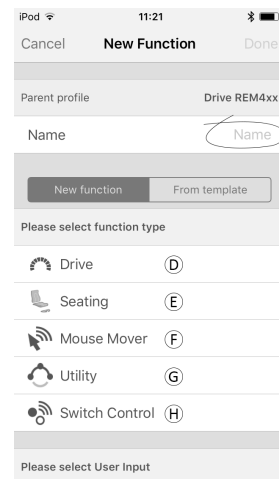 iPod 11:21
Cancel New Function Done
Parent profile Drive REM4xx
Name Name
New function From template
Please select function type
Drive D
Seating E
Mouse Mover F
Utility G
Switch Control H
Please select User Input